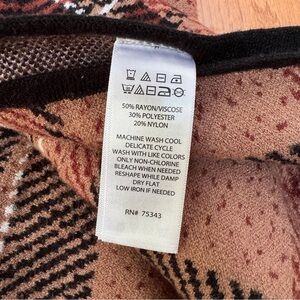 50% RAYON/VISCOSE
30% POLYESTER
20% NYLON
MACHINE WASH COOL
DELICATE CYCLE
WASH WITH LIKE COLORS
ONLY NON-CHLORINE
BLEACH WHEN NEEDED
RESHAPE WHILE DAMP
DRY FLAT
LOW IRON IF NEEDED
RN# 75343